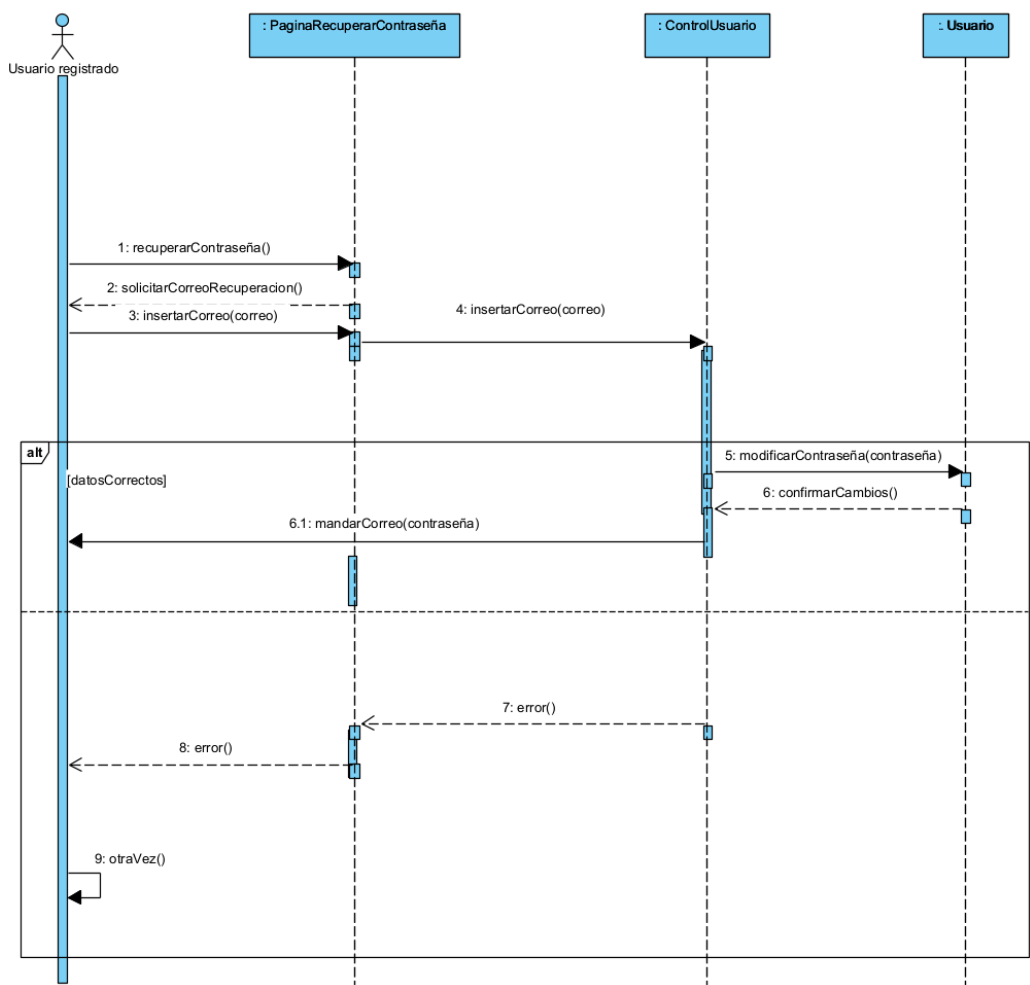 : PaginaRecuperarContraseña
: ControlUsuario
: Usuario
Usuario registrado
1: recuperarContraseña()
2: solicitarCorreoRecuperacion()
3: insertarCorreo(correo)
4: insertarCorreo(correo)
alt
[datosCorrectos]
5: modificarContraseña(contraseña)
6: confirmarCambios()
6.1: mandarCorreo(contraseña)
7: error()
8: error()
9: otraVez()